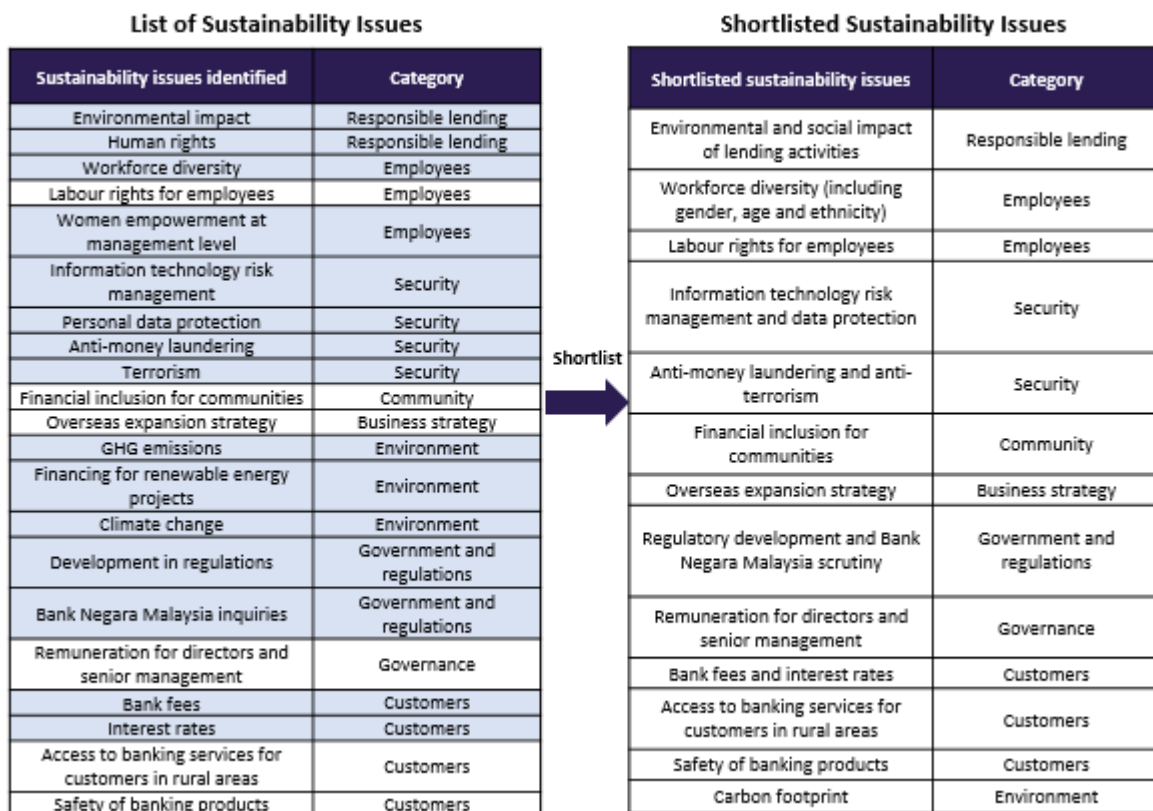 List of Sustainability Issues
Sustainability issues identified Category
Environmental impact Responsible lending
Human rights Responsible lending
Workforce diversity Employees
Labour rights for employees Employees
Women empowerment at
management level Employees
Information technology risk
management Security
Personal data protection Security
Anti-money laundering Security
Terrorism Security
Financial inclusion for communities Community
Overseas expansion strategy Business strategy
GHG emissions Environment
Financing for renewable energy
projects Environment
Climate change Environment
Development in regulations Government and
regulations
Bank Negara Malaysia inquiries Government and
regulations
Remuneration for directors and
senior management Governance
Bank fees Customers
Interest rates Customers
Access to banking services for
customers in rural areas Customers
Safety of banking products Customers
Shortlist
Shortlisted Sustainability Issues
Shortlisted sustainability issues Category
Environmental and social impact
of lending activities Responsible lending
Workforce diversity (including
gender, age and ethnicity) Employees
Labour rights for employees Employees
Information technology risk
management and data protection Security
Anti-money laundering and anti-
terrorism Security
Financial inclusion for
communities Community
Overseas expansion strategy Business strategy
Regulatory development and Bank Government and
Negara Malaysia scrutiny regulations
Remuneration for directors and
senior management Governance
Bank fees and interest rates Customers
Access to banking services for
customers in rural areas Customers
Safety of banking products Customers
Carbon footprint Environment